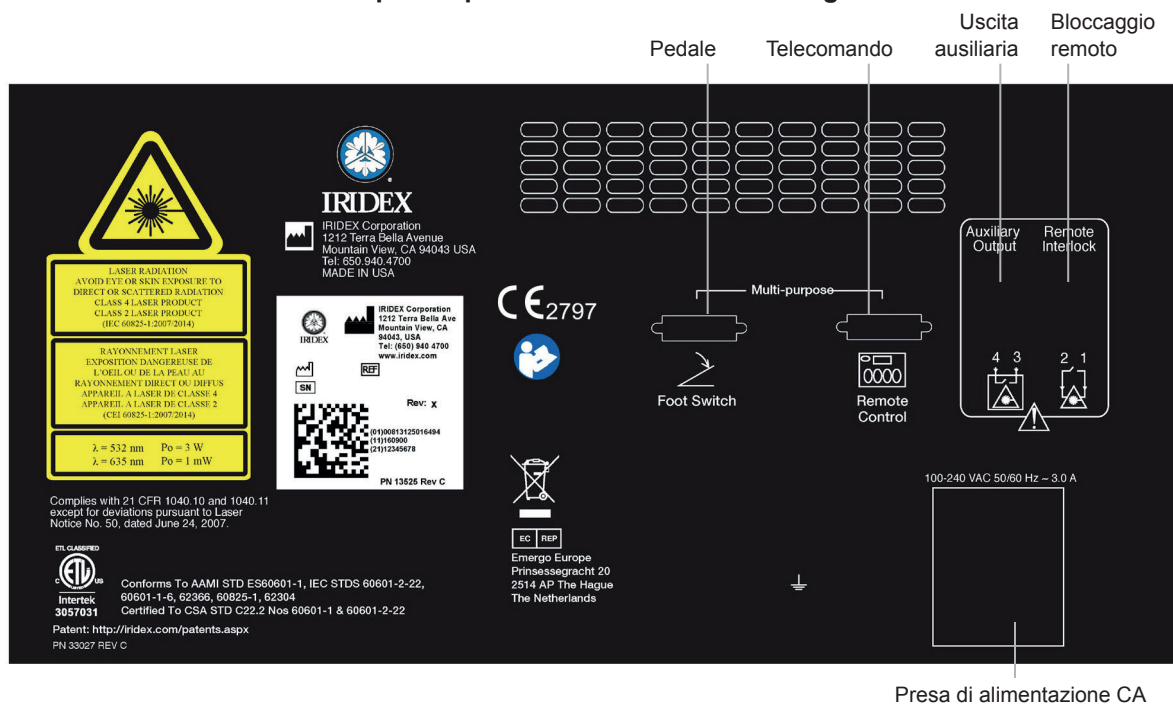 Uscita
ausiliaria
Bloccaggio
remoto
Pedale
Telecomando
IRIDEX
IRIDEX Corporation
1212 Terra Bella Avenue
Mountain View, CA 94043 USA
Tel: 650.940.4700
MADE IN USA
LASER RADIATION
AVOID EYE OR SKIN EXPOSURE TO
DIRECT OR SCATTERED RADIATION
CLASS 4 LASER PRODUCT
CLASS 2 LASER PRODUCT
(IEC 60825-1:2007/2014)
RAYONNEMENT LASER
EXPOSITION DANGEREUSE DE
L'OEIL OU DE LA PEAU AU
RAYONNEMENT DIRECT OU DIFFUS
APPAREIL A LASER DE CLASSE 4
APPAREIL A LASER DE CLASSE 2
(CEI 60825-1:2007/2014)
λ = 532 nm Po = 3 W
λ = 635 nm Po = 1 mW
IRIDEX
IRIDEX Corporation
1212 Terra Bella Ave
Mountain View, CA
94043, USA
Tel: (650) 940 4700
www.iridex.com
REF
SN
Rev: X
(01)00813125016494
(11)160900
(21)12345678
PN 13525 Rev C
Complies with 21 CFR 1040.10 and 1040.11
except for deviations pursuant to Laser
Notice No. 50, dated June 24, 2007.
ETL CLASSIFIED
ETL
C US
Intertek
3057031
Conforms To AAMI STD ES60601-1, IEC STDS 60601-2-22,
60601-1-6, 62366, 60825-1, 62304
Certified To CSA STD C22.2 Nos 60601-1 & 60601-2-22
Patent: http://iridex.com/patents.aspx
PN 33027 REV C
CE 2797
EC REP
Emergo Europe
Prinsessegracht 20
2514 AP The Hague
The Netherlands
Multi-purpose
Foot Switch
0000
Remote
Control
Auxiliary
Output
Remote
Interlock
4 3
2 1
100-240 VAC 50/60 Hz ~ 3.0 A
Presa di alimentazione CA